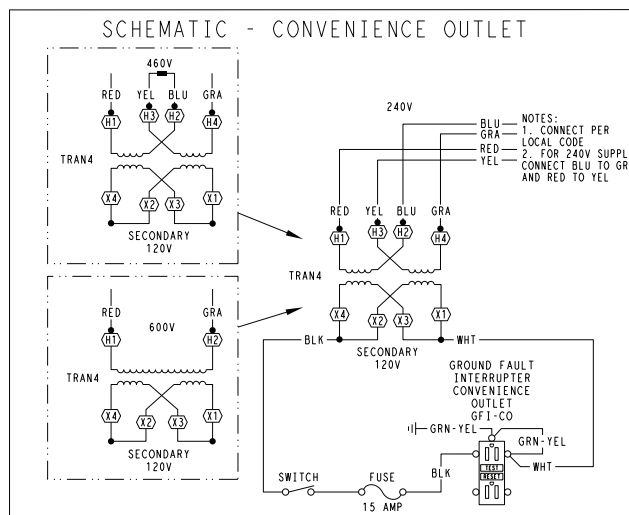 SCHEMATIC - CONVENIENCE OUTLET
460V
RED YEL BLU GRA
H1 H3 H2 H4
TRAN4
X4 X2 X3 X1
SECONDARY
120V
RED GRA
600V
H1 H2
TRAN4
X4 X2 X3 X1
SECONDARY
120V
240V
BLU
GRA
RED
YEL
NOTES:
1. CONNECT PER
LOCAL CODE
2. FOR 240V SUPPL
CONNECT BLU TO GR
AND RED TO YEL
RED YEL BLU GRA
H1 H3 H2 H4
TRAN4
X4 X2 X3 X1
BLK WHT
SECONDARY
120V
GROUND FAULT
INTERRUPTER
CONVENIENCE
OUTLET
GFI-CO
GRN-YEL
GRN-YEL
WHT
BLK
TEST
RESET
SWITCH FUSE
15 AMP